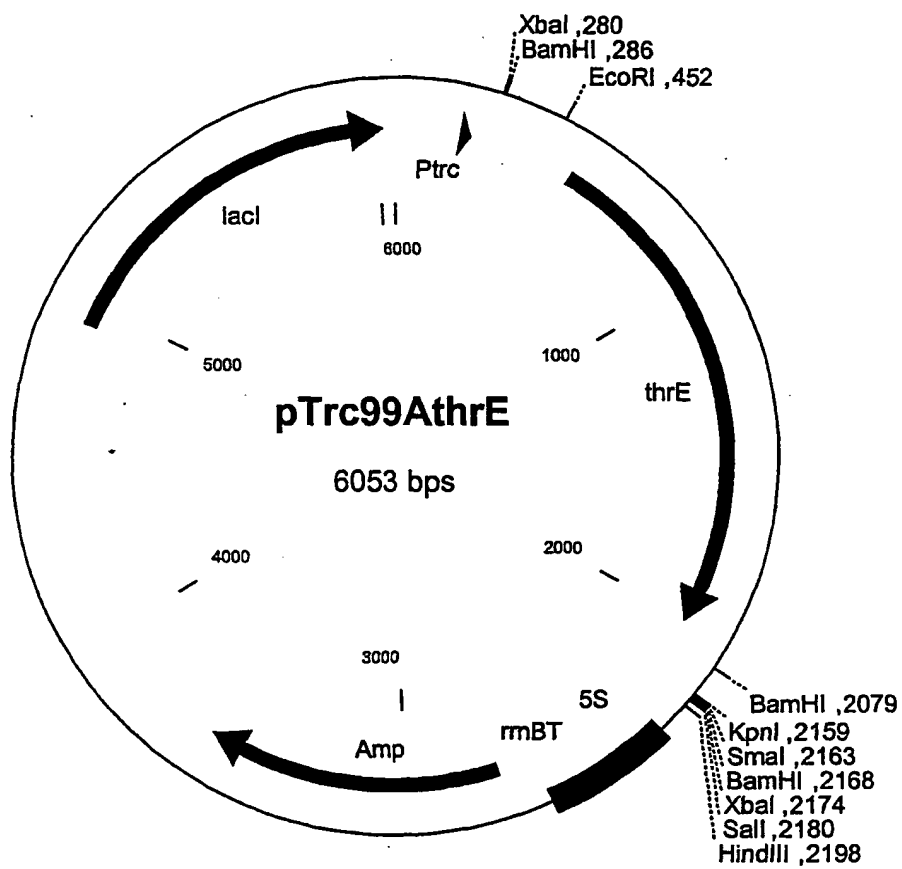 XbaI ,280
BamHI ,286
EcoRI ,452
Ptrc
lacI
6000
5000
1000
thrE
pTrc99AthrE
6053 bps
4000
2000
3000
5S
rrnBT
Amp
BamHI ,2079
KpnI ,2159
SmaI ,2163
BamHI ,2168
XbaI ,2174
SalI ,2180
HindIII ,2198